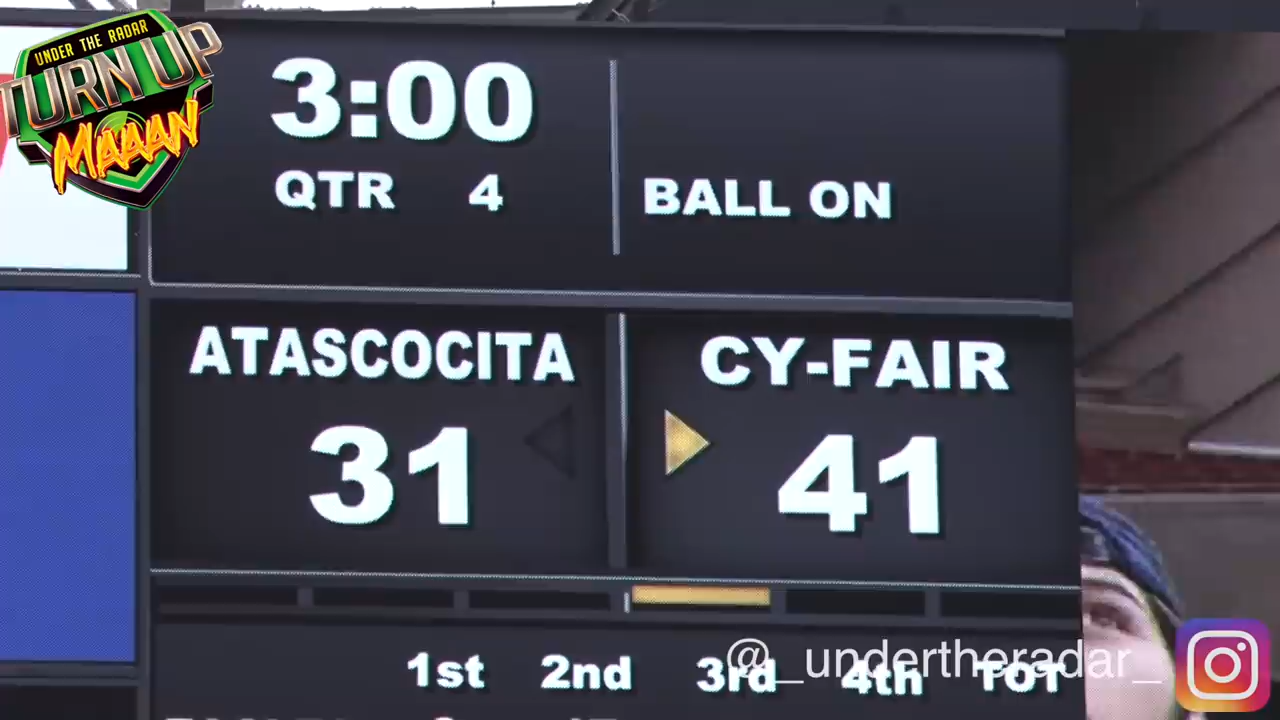 UNDER THE RADAR
TURN UP
MAAAN
3:00
QTR 4
BALL ON
ATASCOCITA
CY-FAIR
31
41
1st 2nd 3rd 4th TOT
@_undertheradar_